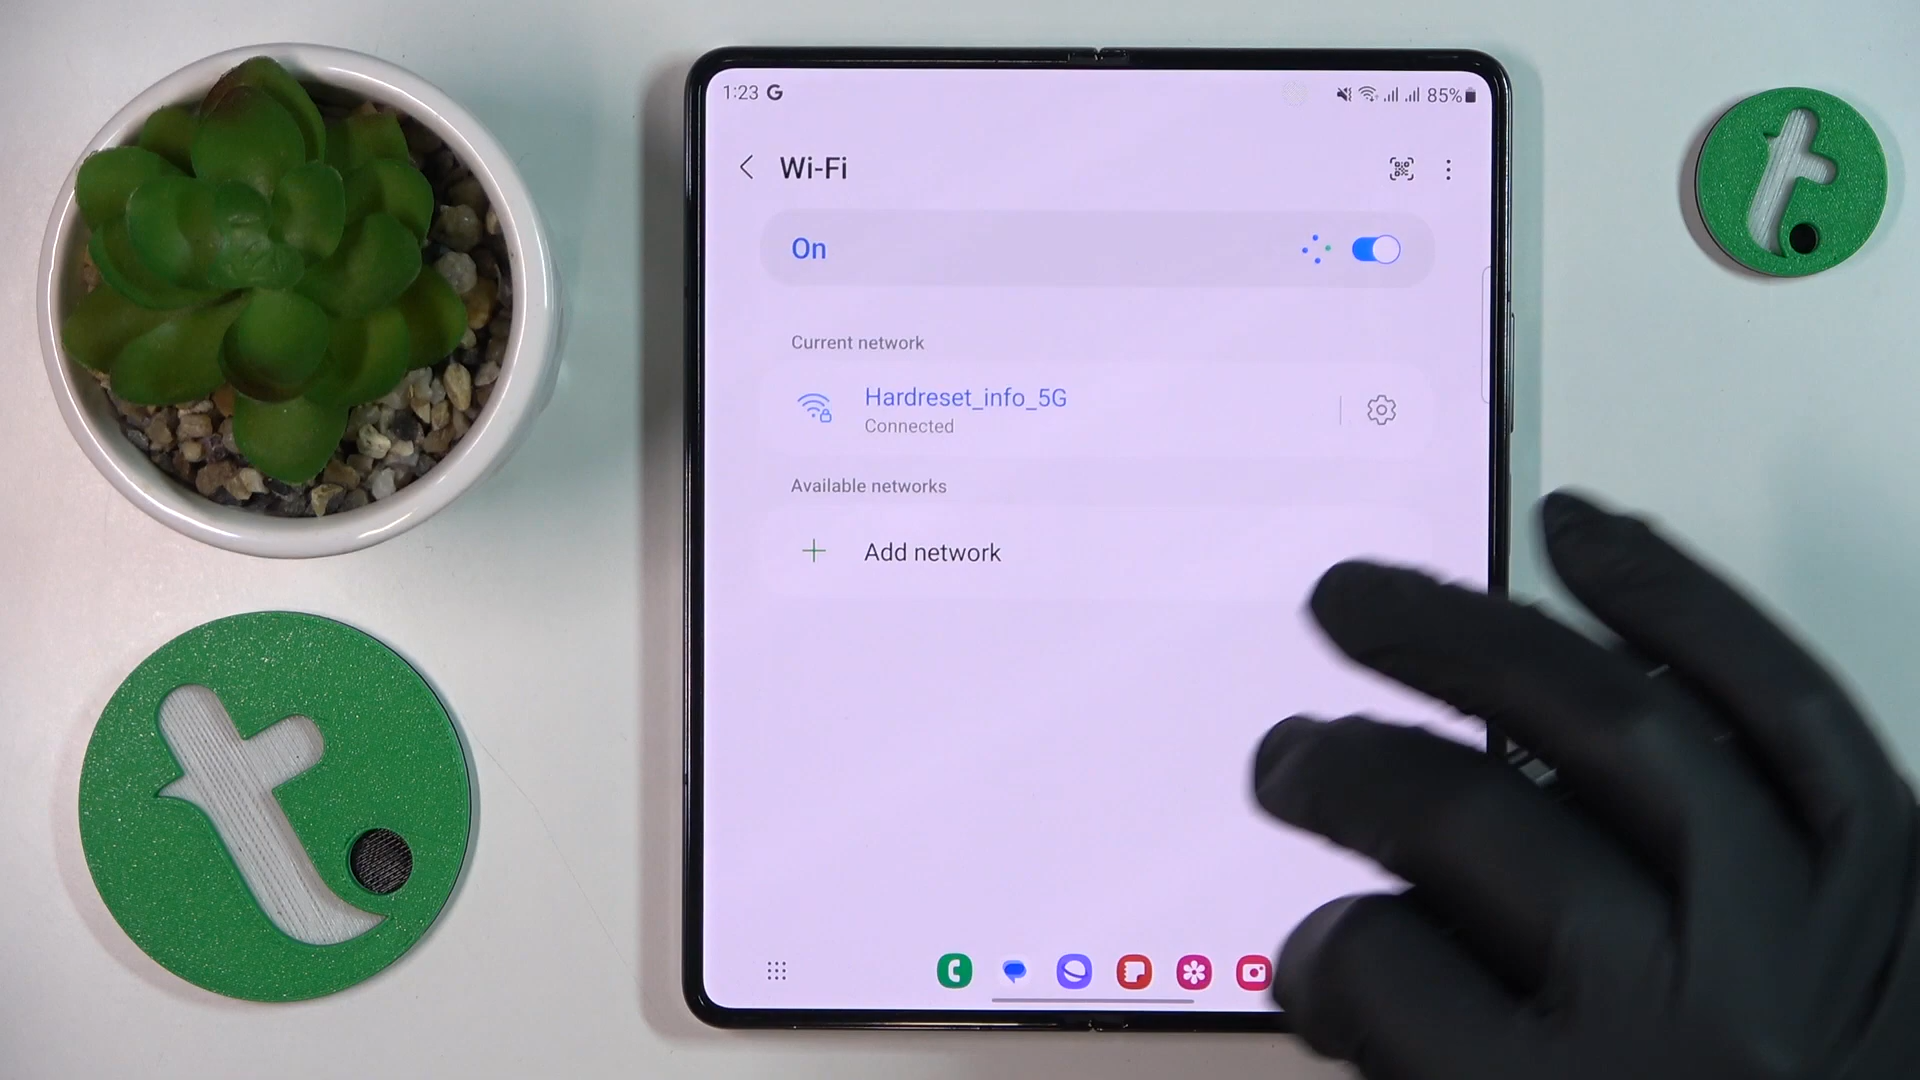 1:23 G 85%
Wi-Fi
On
Current network
Hardreset_info_5G
Connected
Available networks
Add network
t.
t.